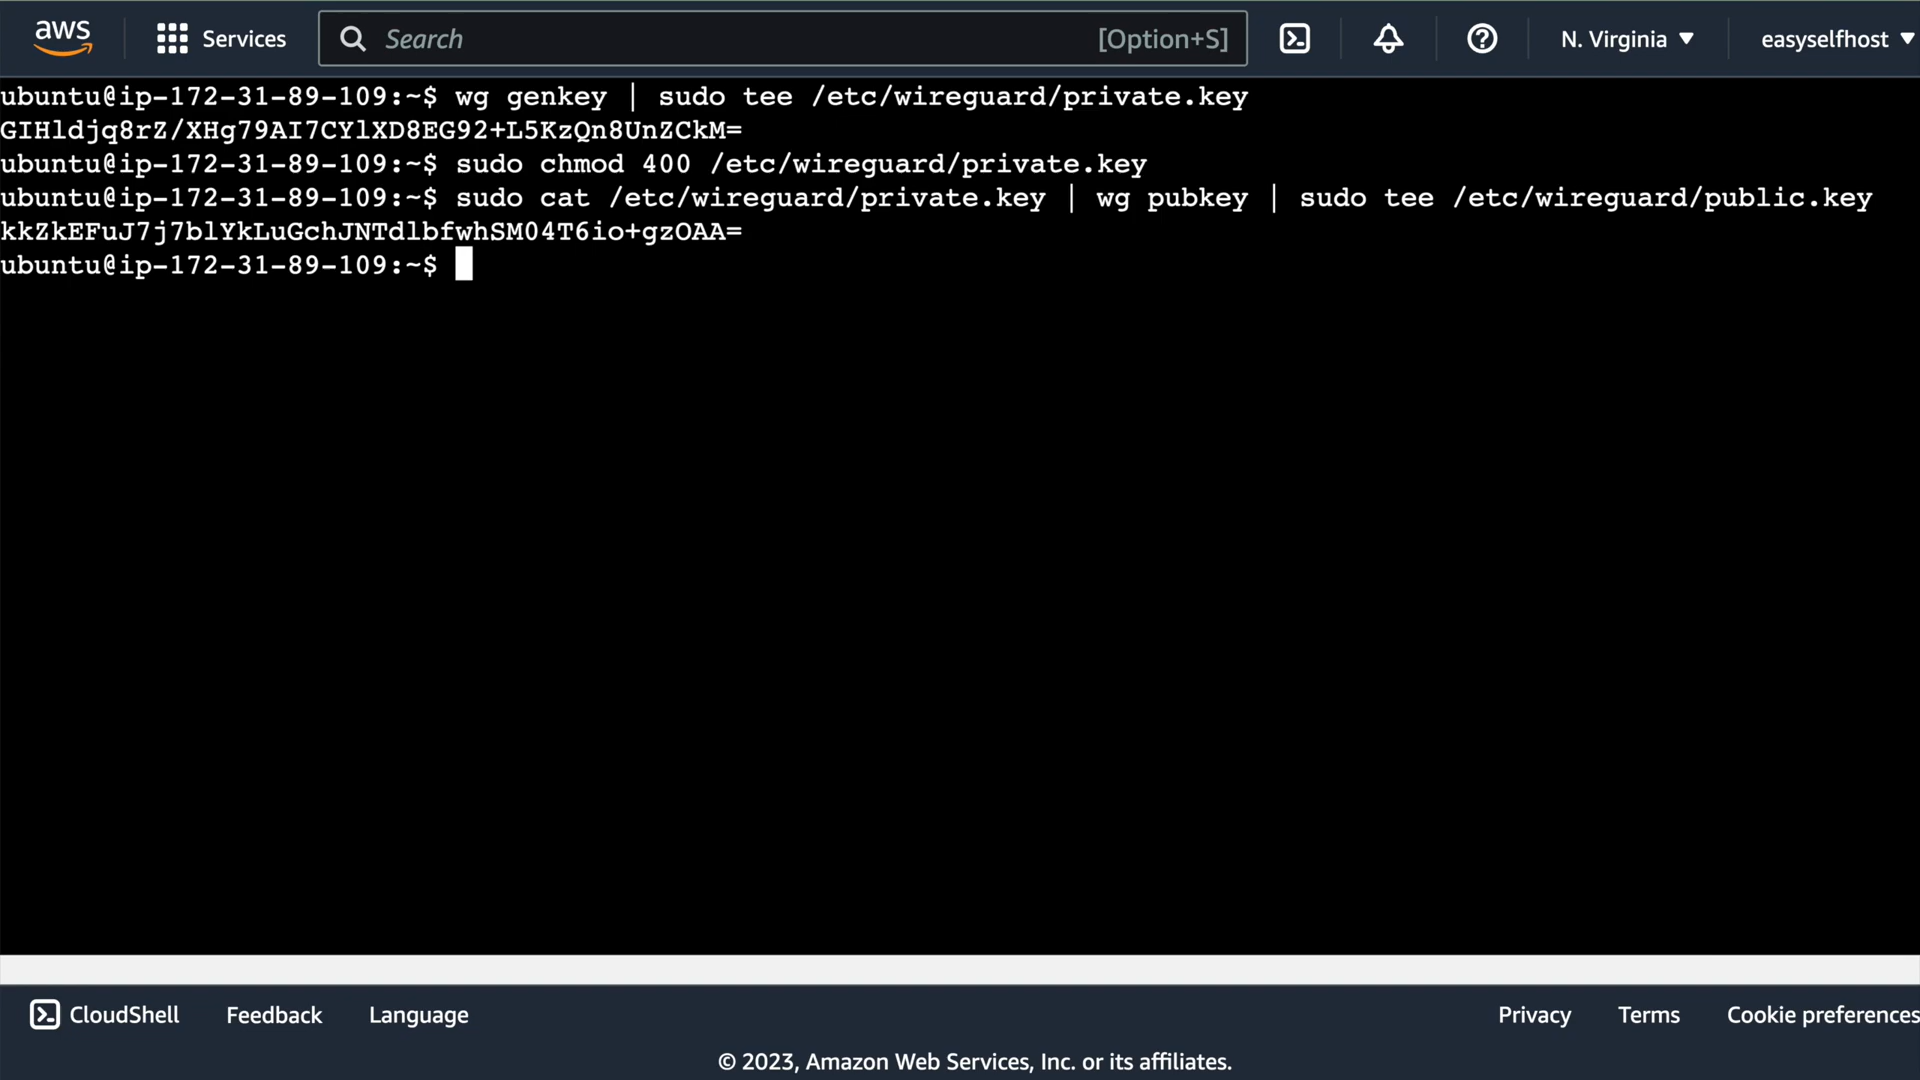 aws
Services
Search
[Option+S]
N. Virginia
easyselfhost
ubuntu@ip-172-31-89-109:~$ wg genkey | sudo tee /etc/wireguard/private.key
GIHldjq8rZ/XHg79AI7CYlXD8EG92+L5KzQn8UnZCkM=
ubuntu@ip-172-31-89-109:~$ sudo chmod 400 /etc/wireguard/private.key
ubuntu@ip-172-31-89-109:~$ sudo cat /etc/wireguard/private.key | wg pubkey | sudo tee /etc/wireguard/public.key
kkZkEFuJ7j7blYkLuGchJNTdlbfwhSM04T6io+gzOAA=
ubuntu@ip-172-31-89-109:~$
CloudShell
Feedback
Language
Privacy
Terms
Cookie preferences
© 2023, Amazon Web Services, Inc. or its affiliates.